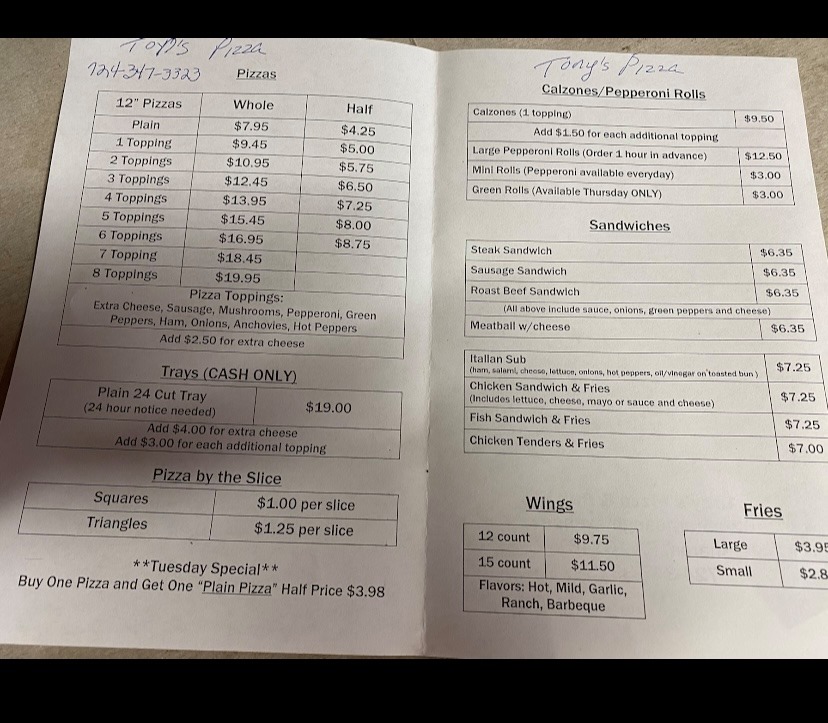 Tony's Pizza
724-347-3323
Pizzas
12" Pizzas Whole Half
Plain $7.95 $4.25
1 Topping $9.45 $5.00
2 Toppings $10.95 $5.75
3 Toppings $12.45 $6.50
4 Toppings $13.95 $7.25
5 Toppings $15.45 $8.00
6 Toppings $16.95 $8.75
7 Topping $18.45
8 Toppings $19.95
Pizza Toppings:
Extra Cheese, Sausage, Mushrooms, Pepperoni, Green
Peppers, Ham, Onions, Anchovies, Hot Peppers
Add $2.50 for extra cheese
Trays (CASH ONLY)
Plain 24 Cut Tray
(24 hour notice needed) $19.00
Add $4.00 for extra cheese
Add $3.00 for each additional topping
Pizza by the Slice
Squares $1.00 per slice
Triangles $1.25 per slice
**Tuesday Special**
Buy One Pizza and Get One "Plain Pizza" Half Price $3.98
Tony's Pizza
Calzones/Pepperoni Rolls
Calzones (1 topping) $9.50
Add $1.50 for each additional topping
Large Pepperoni Rolls (Order 1 hour in advance) $12.50
Mini Rolls (Pepperoni available everyday) $3.00
Green Rolls (Available Thursday ONLY) $3.00
Sandwiches
Steak Sandwich $6.35
Sausage Sandwich $6.35
Roast Beef Sandwich $6.35
(All above include sauce, onions, green peppers and cheese)
Meatball w/cheese $6.35
Italian Sub $7.25
(ham, salami, cheese, lettuce, onions, hot peppers, oil/vinegar on toasted bun )
Chicken Sandwich & Fries $7.25
(Includes lettuce, cheese, mayo or sauce and cheese)
Fish Sandwich & Fries $7.25
Chicken Tenders & Fries $7.00
Wings
12 count $9.75
15 count $11.50
Flavors: Hot, Mild, Garlic,
Ranch, Barbeque
Fries
Large $3.95
Small $2.8